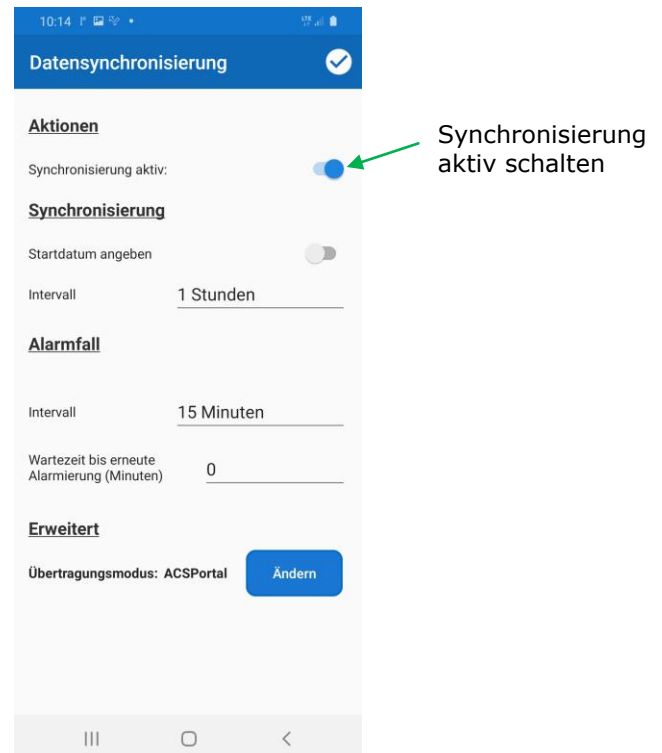 10:14
Datensynchronisierung
Aktionen
Synchronisierung aktiv:
Synchronisierung
aktiv schalten
Synchronisierung
Startdatum angeben
Intervall 1 Stunden
Alarmfall
Intervall 15 Minuten
Wartezeit bis erneute
Alarmierung (Minuten) 0
Erweitert
Übertragungsmodus: ACSPortal Ändern